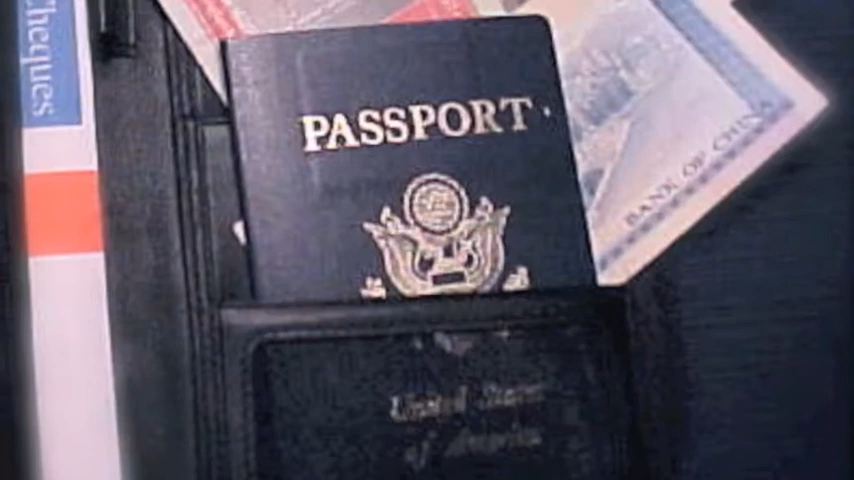 Cheques
PASSPORT
BANK OF CHINA
United States
of America